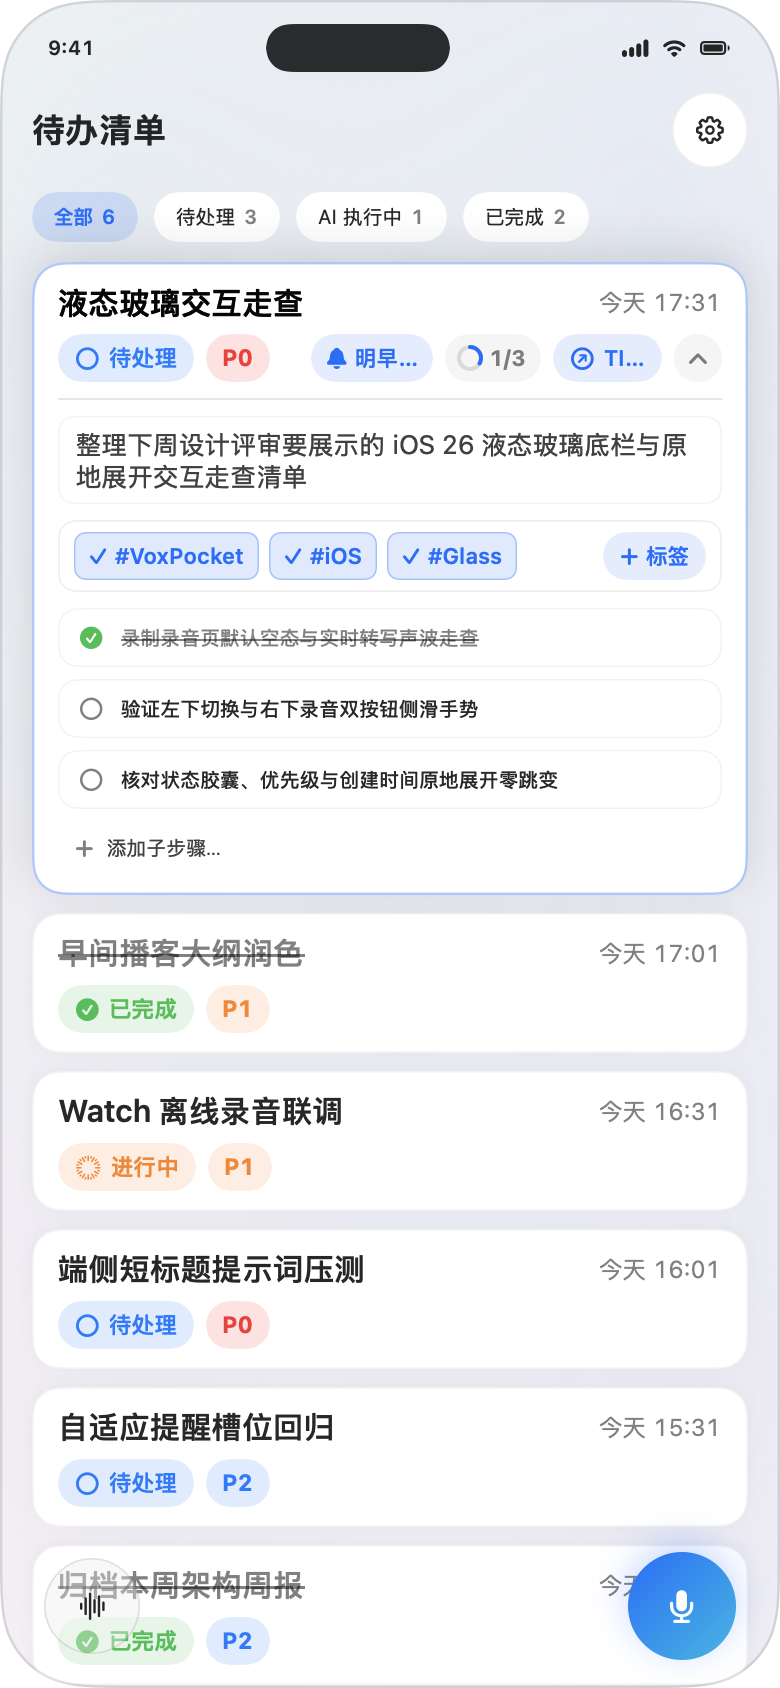 9:41
待办清单
全部 6 待处理 3 AI 执行中 1 已完成 2
液态玻璃交互走查 今天 17:31
待处理 P0 明早... 1/3 TI...
整理下周设计评审要展示的 iOS 26 液态玻璃底栏与原
地展开交互走查清单
#VoxPocket #iOS #Glass + 标签
录制录音页默认空态与实时转写声波走查
验证左下切换与右下录音双按钮侧滑手势
核对状态胶囊、优先级与创建时间原地展开零跳变
+ 添加子步骤...
早间播客大纲润色 今天 17:01
已完成 P1
Watch 离线录音联调 今天 16:31
进行中 P1
端侧短标题提示词压测 今天 16:01
待处理 P0
自适应提醒槽位回归 今天 15:31
待处理 P2
归档本周架构周报 今
已完成 P2